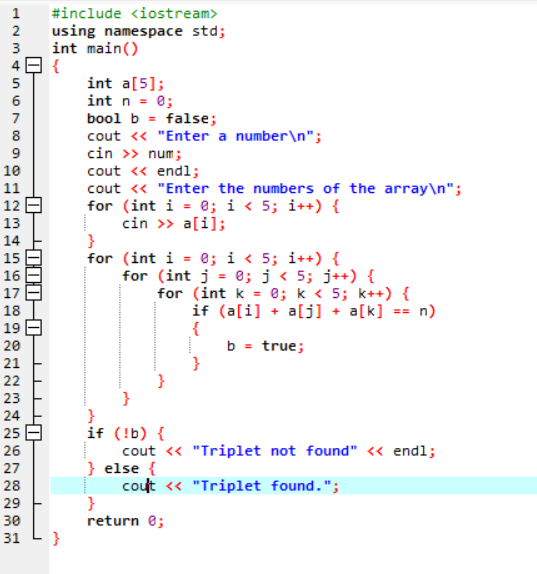 1 #include <iostream>
2 using namespace std;
3 int main()
4 {
5 int a[5];
6 int n = 0;
7 bool b = false;
8 cout << "Enter a number\n";
9 cin >> num;
10 cout << endl;
11 cout << "Enter the numbers of the array\n";
12 for (int i = 0; i < 5; i++) {
13 cin >> a[i];
14 }
15 for (int i = 0; i < 5; i++) {
16 for (int j = 0; j < 5; j++) {
17 for (int k = 0; k < 5; k++) {
18 if (a[i] + a[j] + a[k] == n)
19 {
20 b = true;
21 }
22 }
23 }
24 }
25 if (!b) {
26 cout << "Triplet not found" << endl;
27 } else {
28 cout << "Triplet found.";
29 }
30 return 0;
31 }